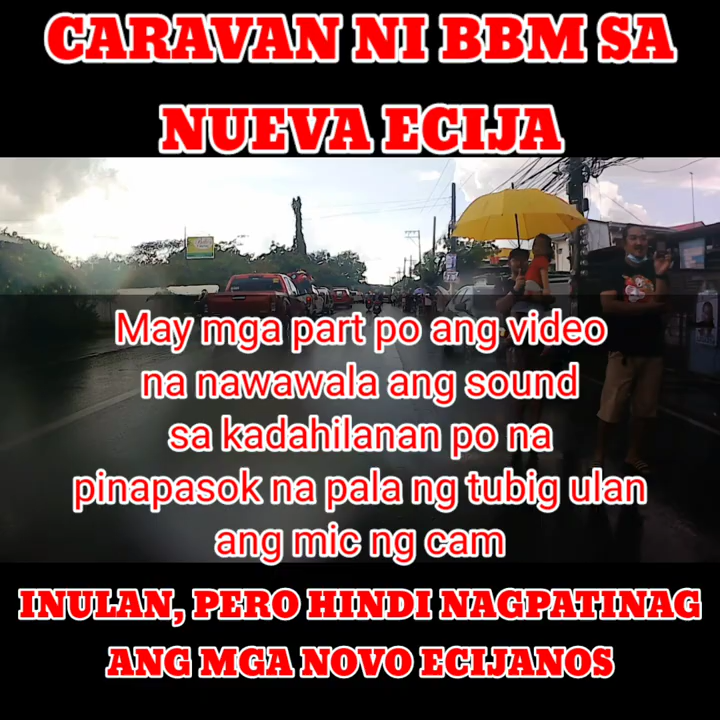 CARAVAN NI BBM SA
NUEVA ECIJA
May mga part po ang video
na nawawala ang sound
sa kadahilanan po na
pinapasok na pala ng tubig ulan
ang mic ng cam
INULAN, PERO HINDI NAGPATINAG
ANG MGA NOVO ECIJANOS